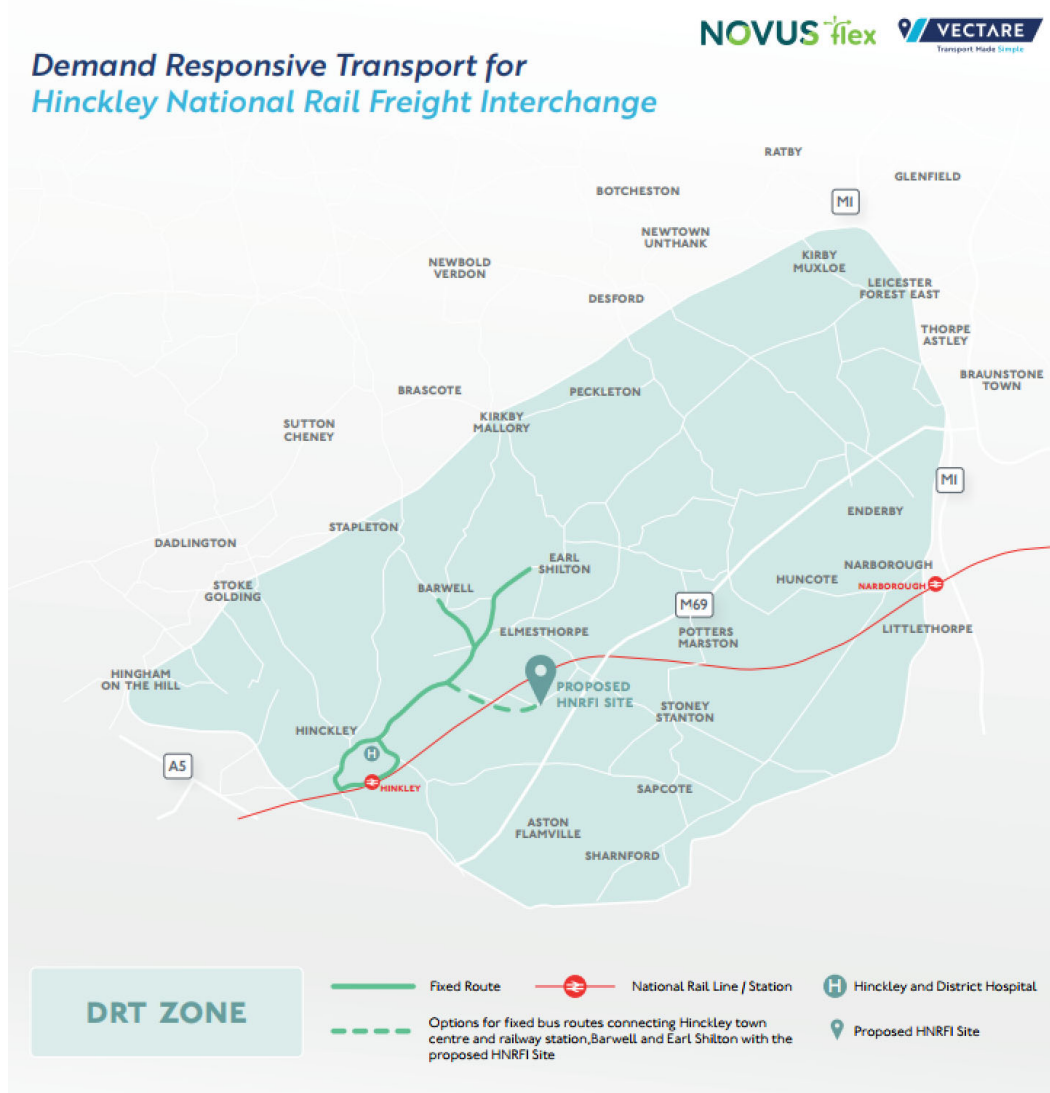 NOVUS flex
VECTARE
Transport Made Simple
Demand Responsive Transport for
Hinckley National Rail Freight Interchange
RATBY
GLENFIELD
BOTCHESTON
M1
NEWTOWN
UNTHANK
KIRBY
MUXLOE
NEWBOLD
VERDON
LEICESTER
FOREST EAST
DESFORD
THORPE
ASTLEY
BRAUNSTONE
TOWN
BRASCOTE
PECKLETON
KIRKBY
MALLORY
SUTTON
CHENEY
M1
ENDERBY
STAPLETON
DADLINGTON
EARL
SHILTON
NARBOROUGH
HUNCOTE
NARBOROUGH
STOKE
GOLDING
BARWELL
M69
ELMESTHORPE
POTTERS
MARSTON
LITTLETHORPE
HINGHAM
ON THE HILL
PROPOSED
HNRFI SITE
STONEY
STANTON
HINCKLEY
H
A5
HINKLEY
SAPCOTE
ASTON
FLAMVILLE
SHARNFORD
DRT ZONE
Fixed Route
National Rail Line / Station
H Hinckley and District Hospital
Options for fixed bus routes connecting Hinckley town
centre and railway station,Barwell and Earl Shilton with the
proposed HNRFI Site
Proposed HNRFI Site